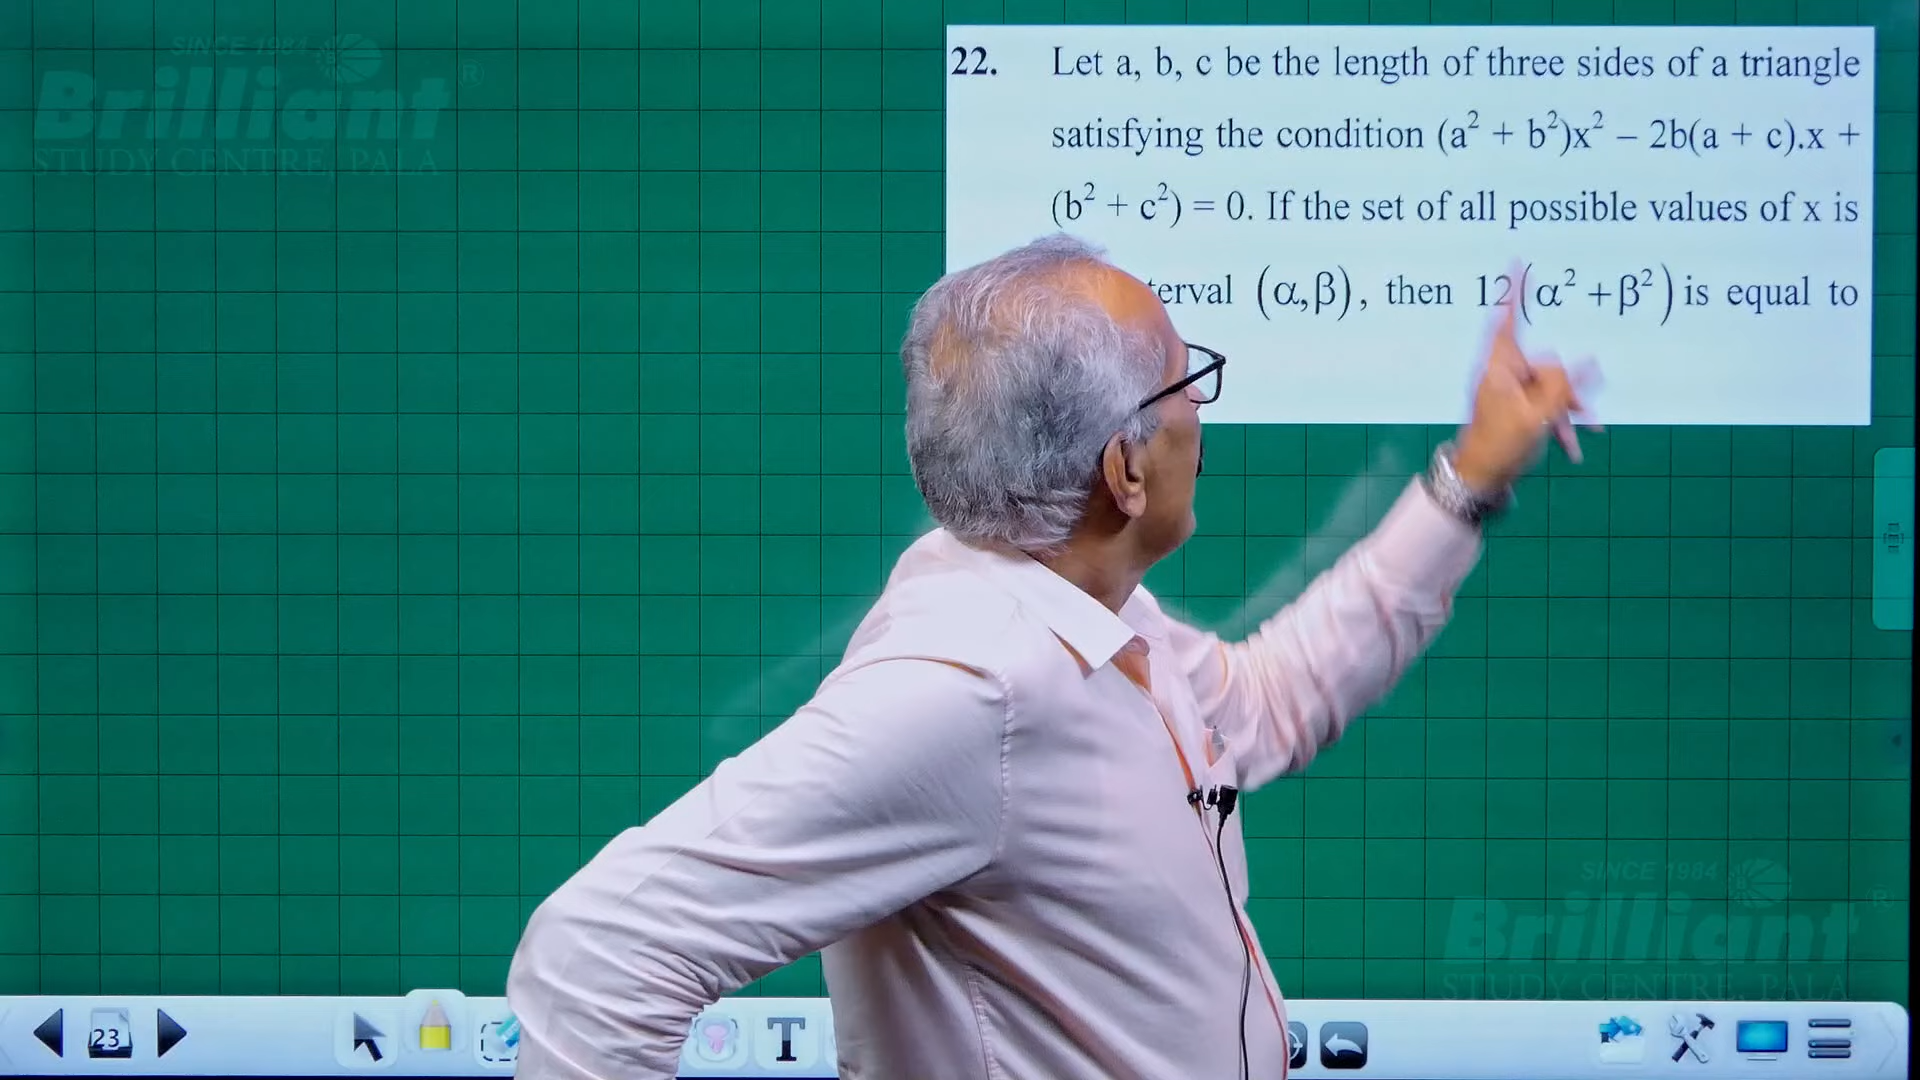 SINCE 1984
Brilliant®
STUDY CENTRE, PALA
22. Let a, b, c be the length of three sides of a triangle
satisfying the condition (a² + b²)x² – 2b(a + c).x +
(b² + c²) = 0. If the set of all possible values of x is
(α,β), then 12(α² +β²) is equal to
SINCE 1984
Brilliant®
STUDY CENTRE, PALA
23
T